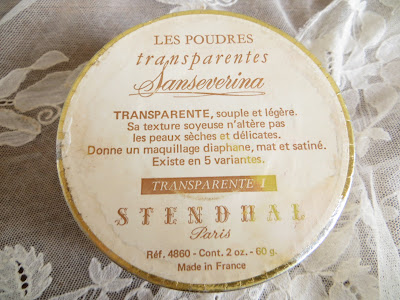 LES POUDRES
transparentes
Sanseverina
TRANSPARENTE, souple et légère.
Sa texture soyeuse n'altère pas
les peaux sèches et délicates.
Donne un maquillage diaphane, mat et satiné.
Existe en 5 variantes.
TRANSPARENTE 1
STENDHAL
Paris
Réf. 4860 - Cont. 2 oz. - 60 g.
Made in France